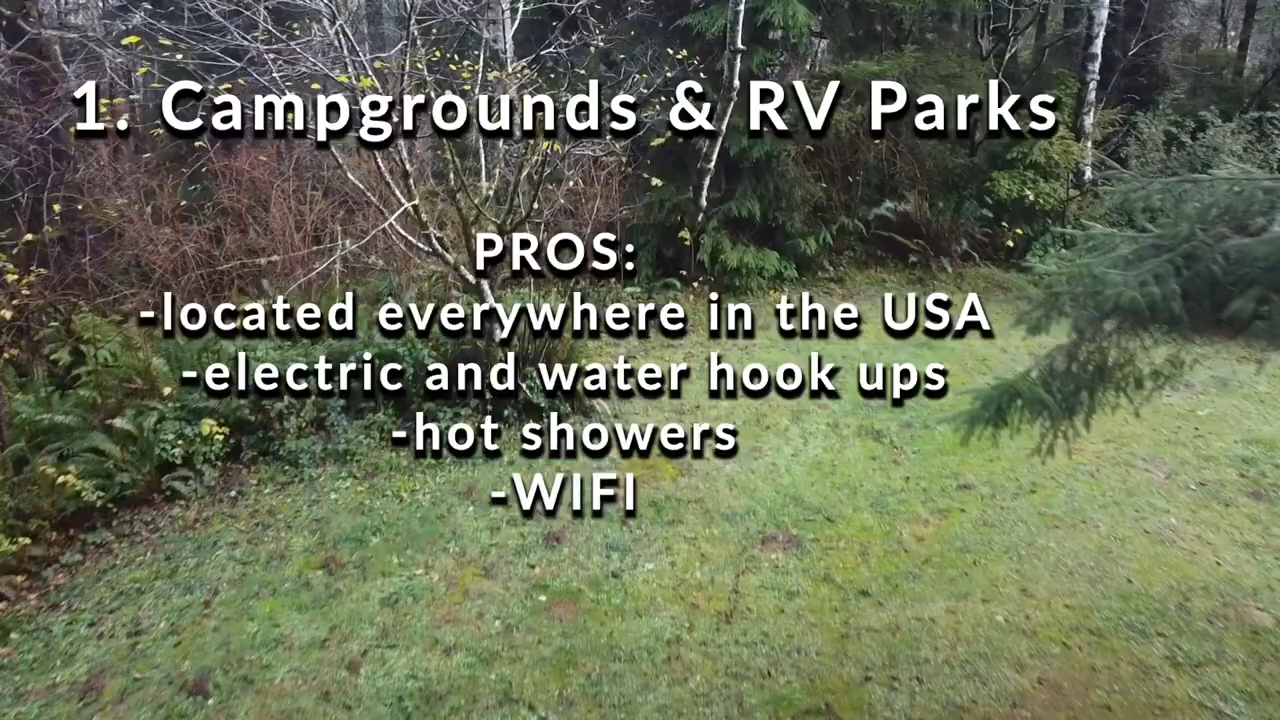 1. Campgrounds & RV Parks
PROS:
-located everywhere in the USA
-electric and water hook ups
-hot showers
-WIFI